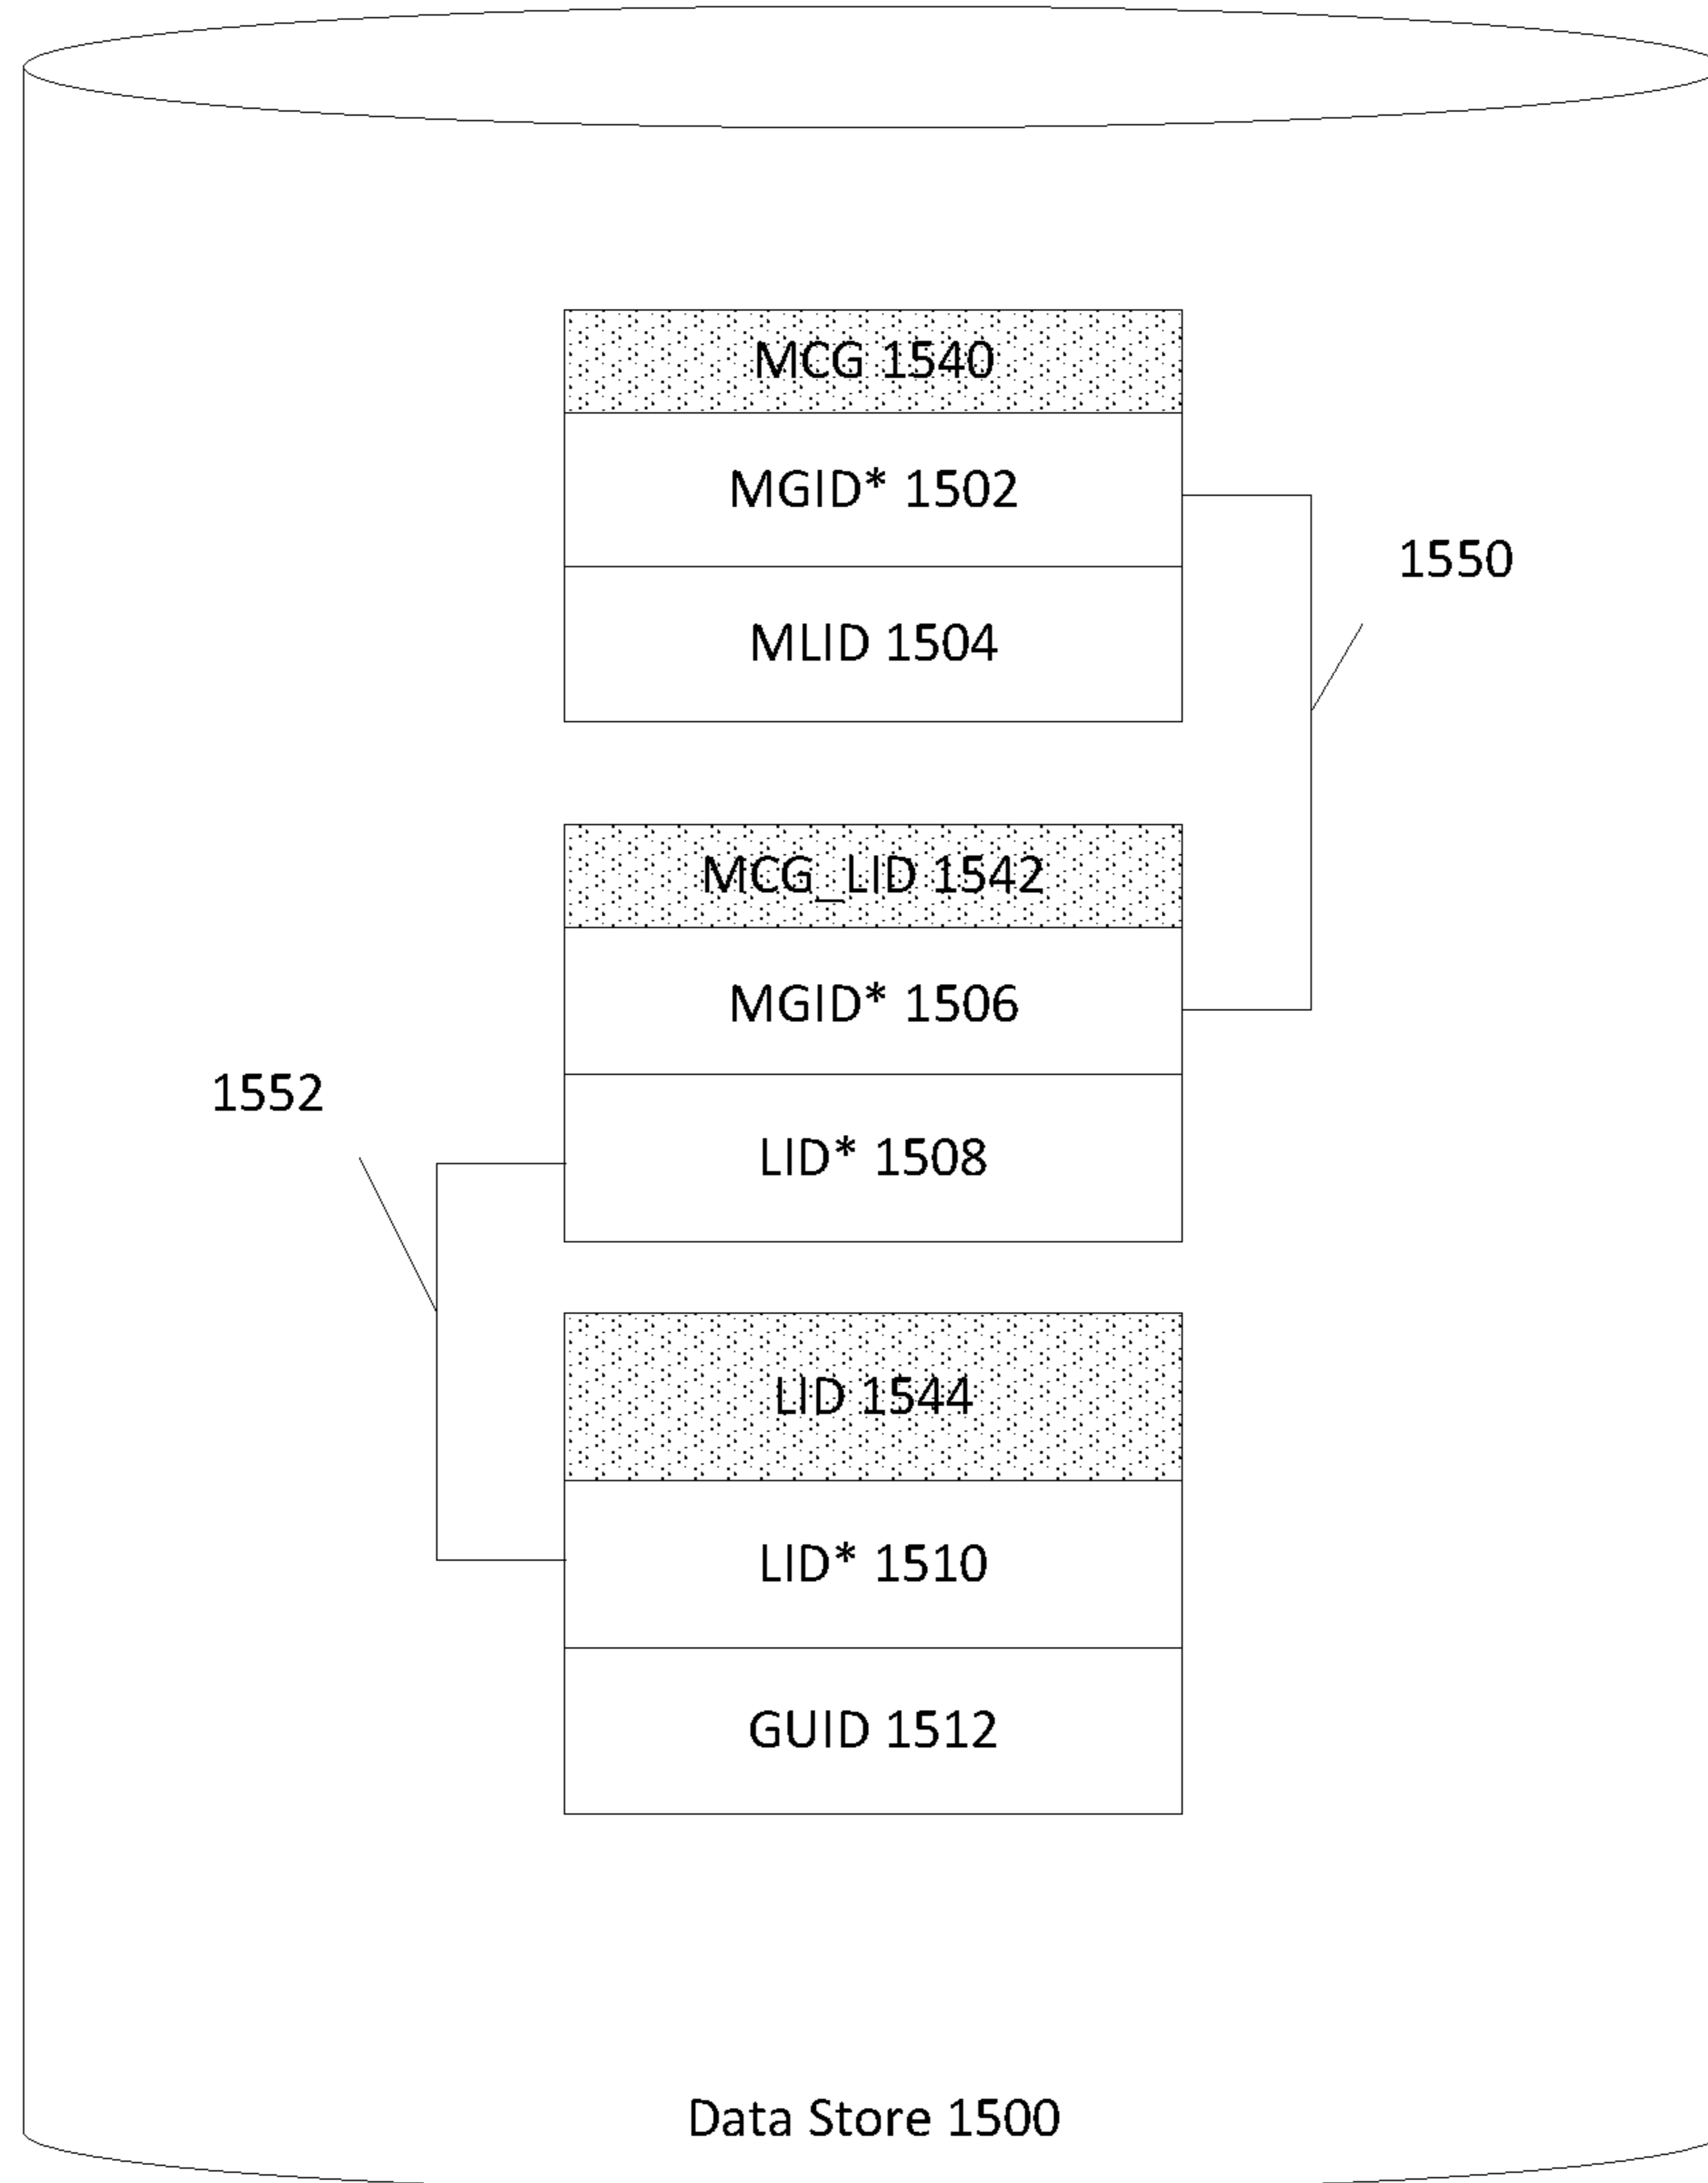 MCG 1540
MGID* 1502
1550
MLID 1504
MCG_LID 1542
MGID* 1506
1552
LID* 1508
LID 1544
LID* 1510
GUID 1512
Data Store 1500